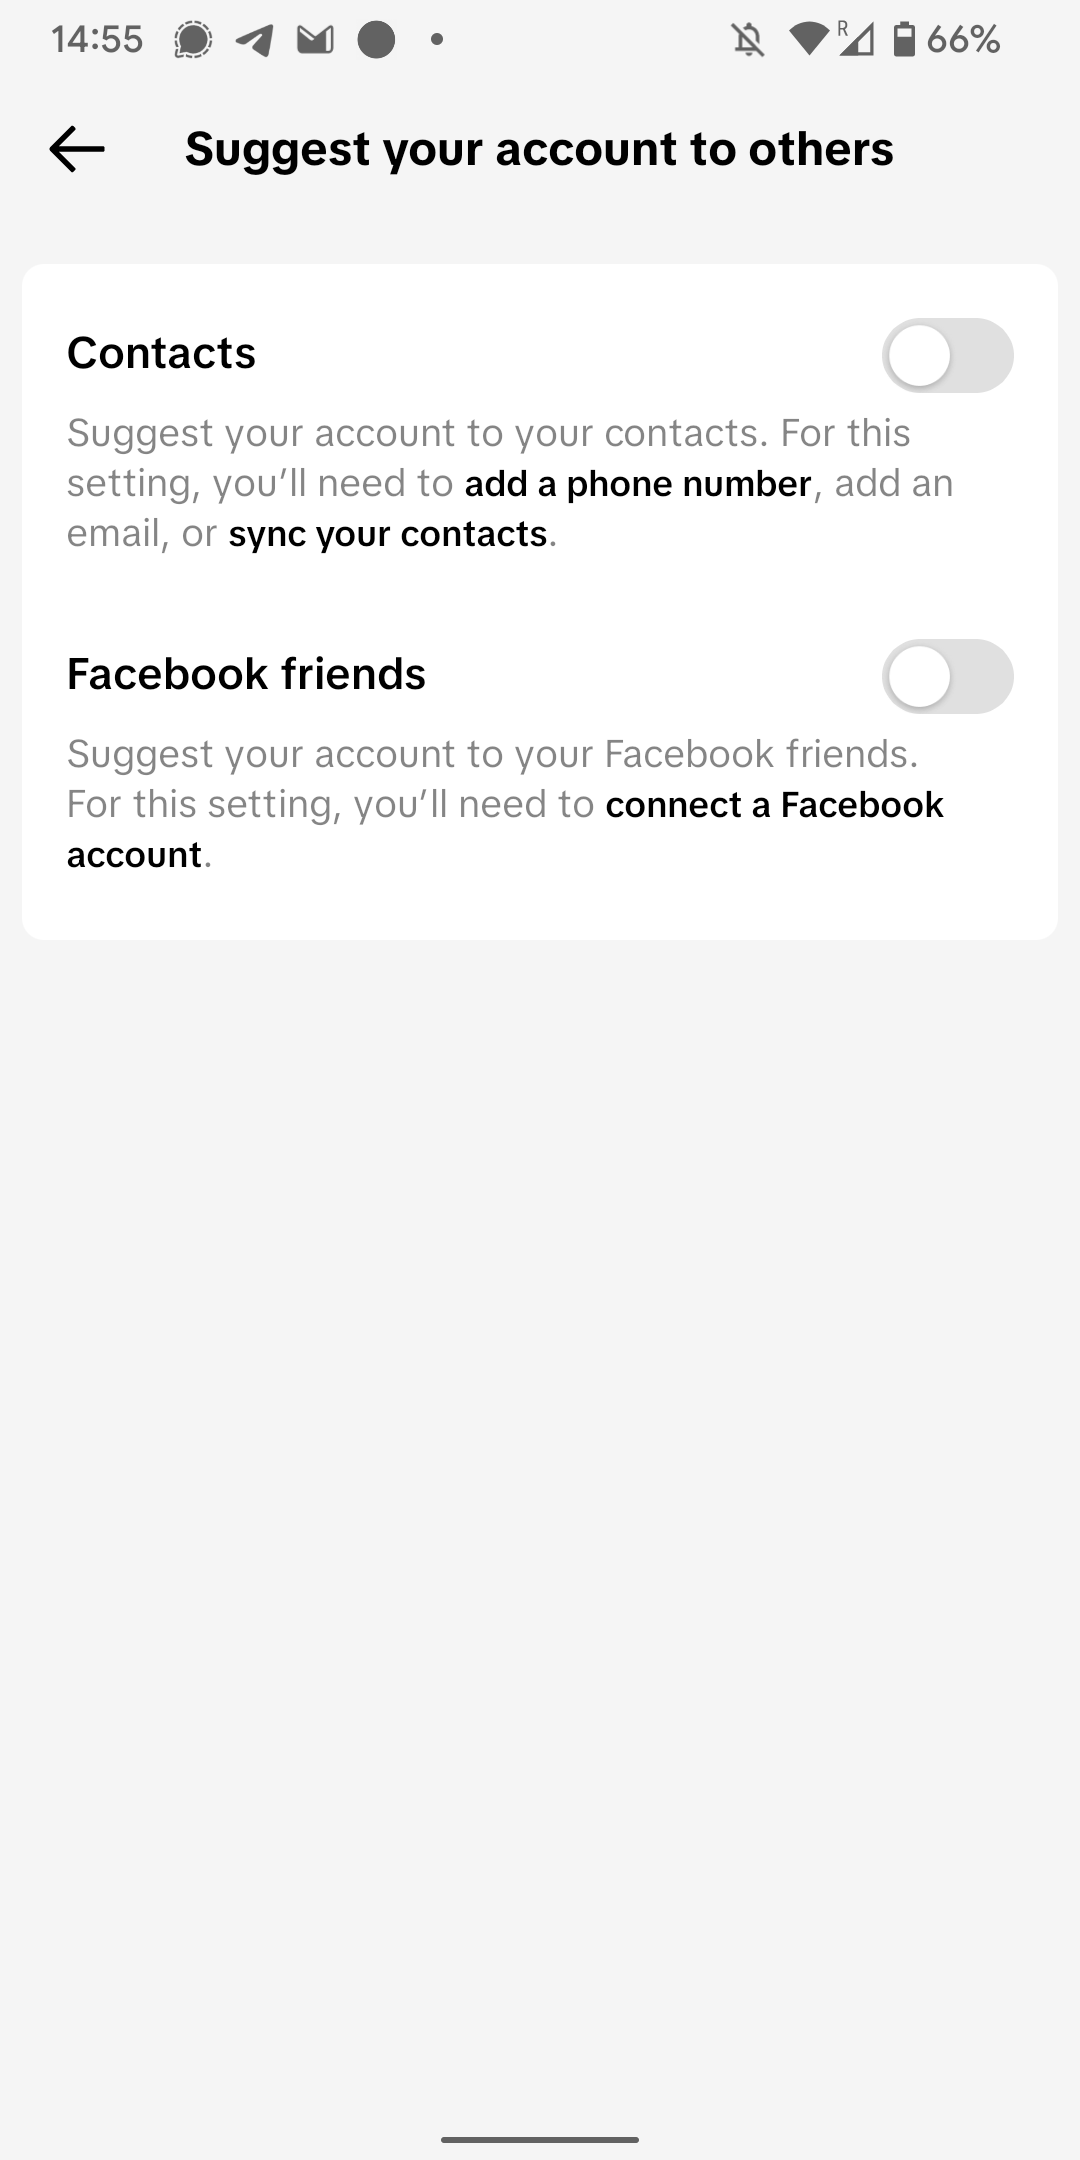 14:55
R
66%
Suggest your account to others
Contacts
Suggest your account to your contacts. For this
setting, you’ll need to add a phone number, add an
email, or sync your contacts.
Facebook friends
Suggest your account to your Facebook friends.
For this setting, you’ll need to connect a Facebook
account.